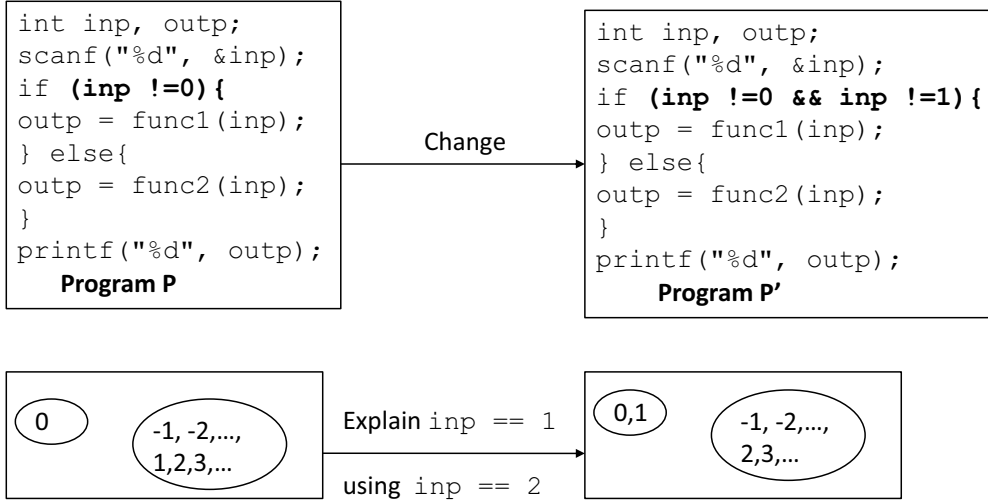 int inp, outp;
scanf("%d", &inp);
if (inp !=0){
outp = func1(inp);
} else{
outp = func2(inp);
}
printf("%d", outp);
Program P
Change
int inp, outp;
scanf("%d", &inp);
if (inp !=0 && inp !=1){
outp = func1(inp);
} else{
outp = func2(inp);
}
printf("%d", outp);
Program P’
0
-1, -2,...,
1,2,3,...
Explain inp == 1
using inp == 2
0,1
-1, -2,...,
2,3,...